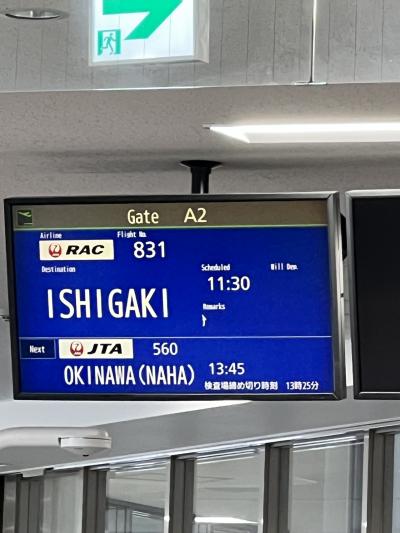 Gate A2
Airline Flight No.
RAC 831
Destination Scheduled Will Dep.
11:30
ISHIGAKI
Remarks
Next JTA 560
OKINAWA(NAHA) 13:45
検査場締め切り時刻 13時25分